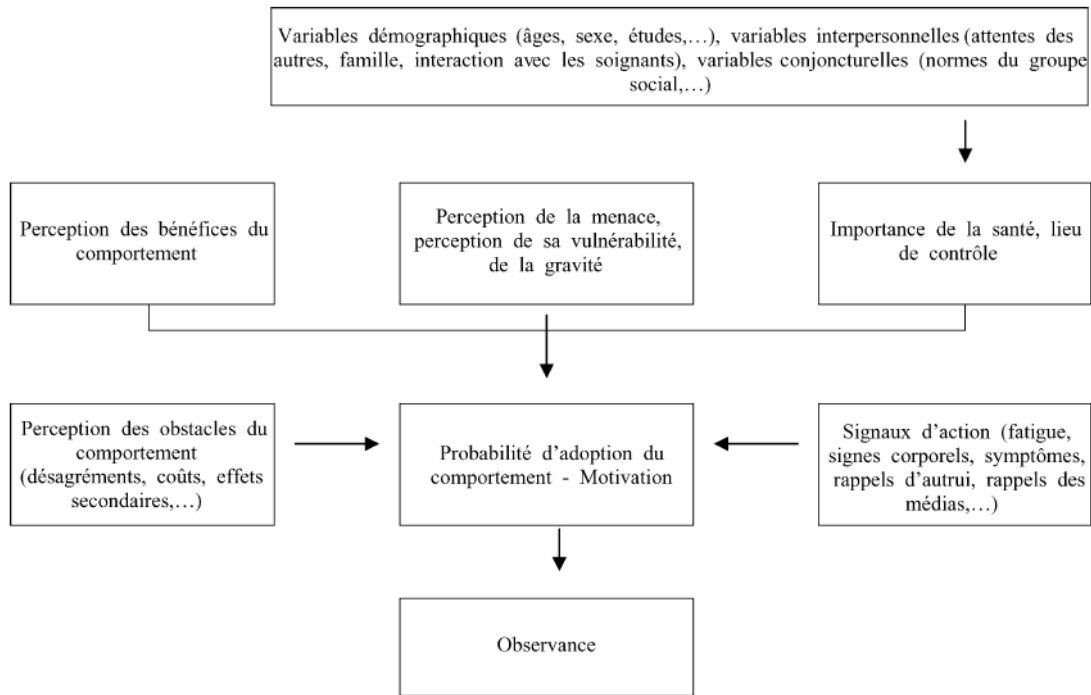 Variables démographiques (âges, sexe, études,…), variables interpersonnelles (attentes des
autres, famille, interaction avec les soignants), variables conjoncturelles (normes du groupe
social,…)
Perception des bénéfices du
comportement
Perception de la menace,
perception de sa vulnérabilité,
de la gravité
Importance de la santé, lieu
de contrôle
Perception des obstacles du
comportement
(désagréments, coûts, effets
secondaires,…)
Probabilité d’adoption du
comportement - Motivation
Signaux d’action (fatigue,
signes corporels, symptômes,
rappels d’autrui, rappels des
médias,…)
Observance